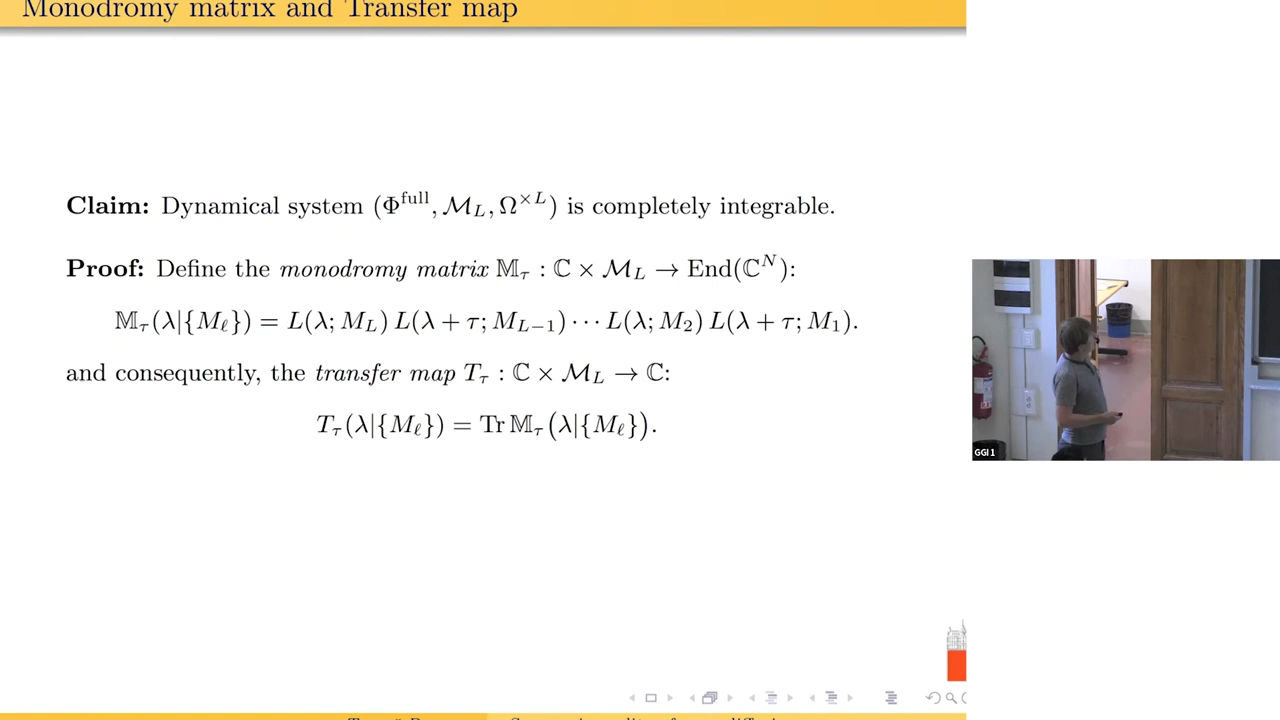 Monodromy matrix and Transfer map
Claim: Dynamical system (Φ^full, ℳ_L, Ω^×L) is completely integrable.
Proof: Define the monodromy matrix 𝕄_τ : ℂ × ℳ_L → End(ℂ^N):
𝕄_τ(λ|{M_ℓ}) = L(λ; M_L) L(λ + τ; M_{L−1}) ⋯ L(λ; M_2) L(λ + τ; M_1).
and consequently, the transfer map T_τ : ℂ × ℳ_L → ℂ:
T_τ(λ|{M_ℓ}) = Tr 𝕄_τ(λ|{M_ℓ}).
GGI 1